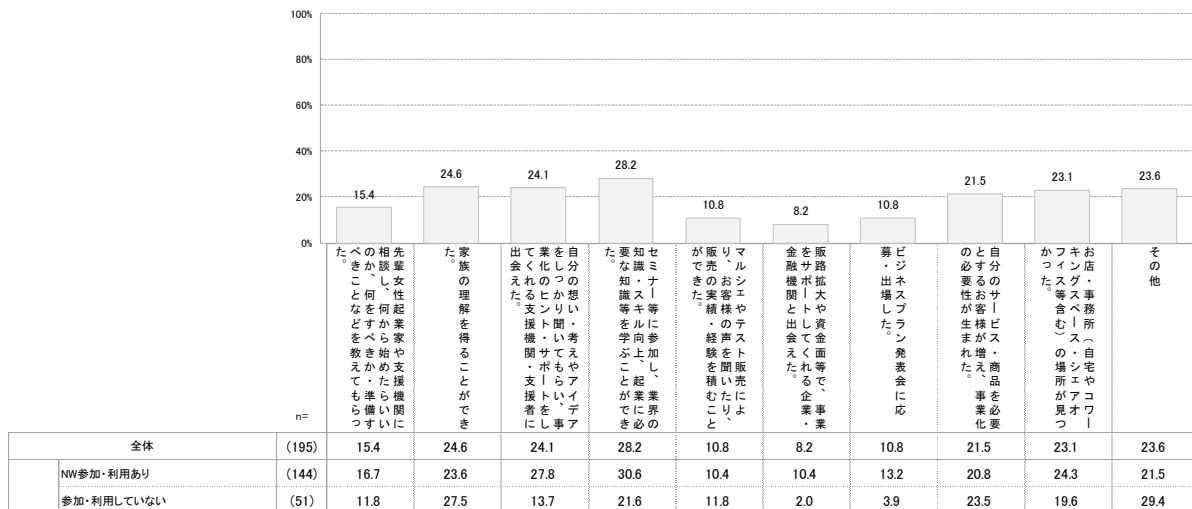 100%
80%
60%
40%
20%
0%
15.4
24.6
24.1
28.2
10.8
8.2
10.8
21.5
23.1
23.6
先輩女性起業家や支援機関に
相談し、何から始めたらいい
のか、何をすべきか・準備す
べきことなどを教えてもらっ
た。
家族の理解を得ることができ
た。
自分の想い・考えやアイデア
をしっかり聞いてもらい、事
業化のヒント・サポートをし
てくれる支援機関・支援者に
出会えた。
セミナー等に参加し、業界の
知識・スキル向上、起業に必
要な知識等を学ぶことができ
た。
マルシェやテスト販売によ
り、お客様の声を聞いたり、
販売の実績・経験を積むこと
ができた。
販路拡大や資金面等で、事業
をサポートしてくれる企業・
金融機関と出会えた。
ビジネスプラン発表会に応
募・出場した。
自分のサービス・商品を必要
とするお客様が増え、事業化
の必要性が生まれた。
お店・事務所（自宅やコワー
キングスペース・シェアオ
フィス等含む）の場所が見つ
かった。
その他
n=
全体 (195) 15.4 24.6 24.1 28.2 10.8 8.2 10.8 21.5 23.1 23.6
NW参加・利用あり (144) 16.7 23.6 27.8 30.6 10.4 10.4 13.2 20.8 24.3 21.5
参加・利用していない (51) 11.8 27.5 13.7 21.6 11.8 2.0 3.9 23.5 19.6 29.4